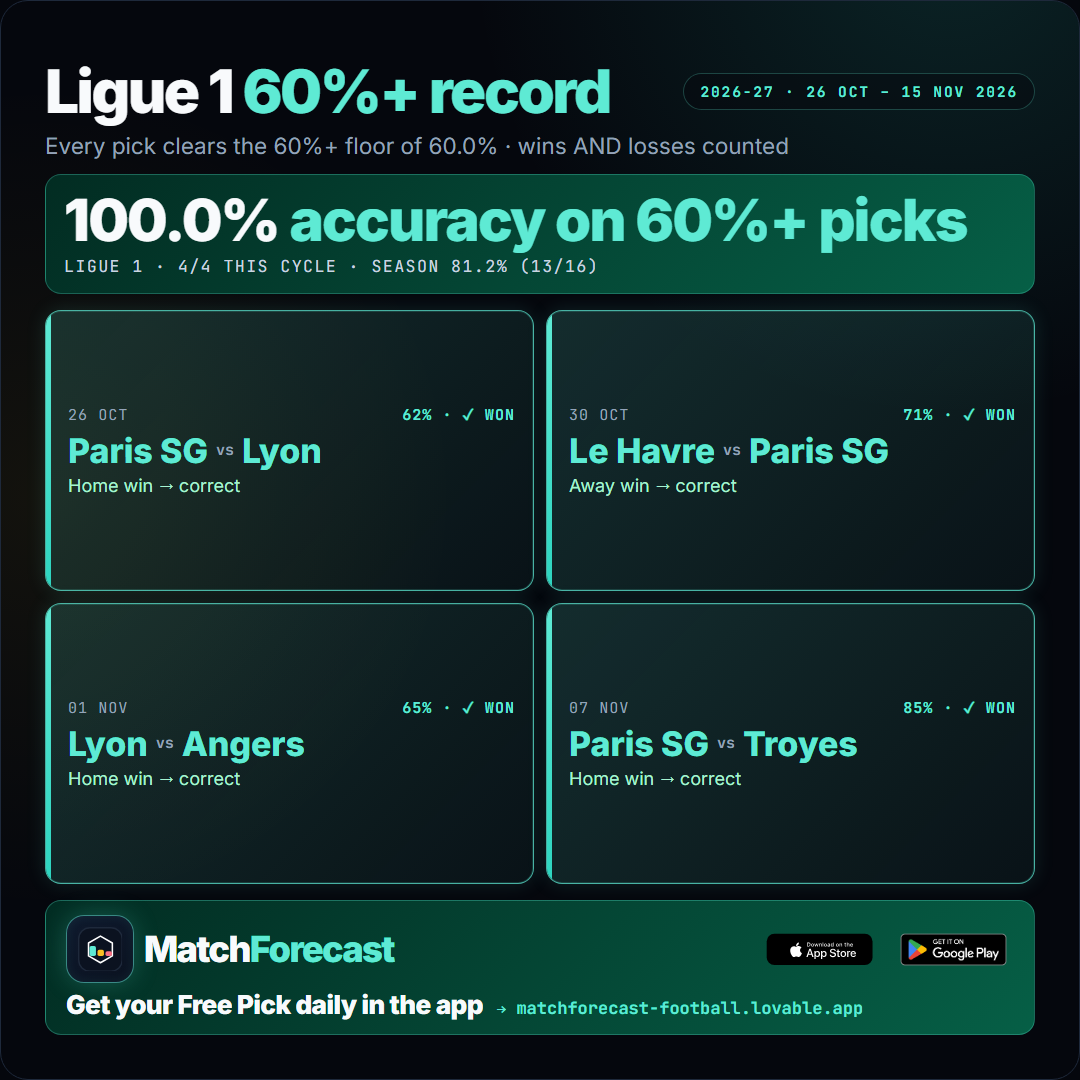 Ligue 1 60%+ record
2026-27 · 26 OCT – 15 NOV 2026
Every pick clears the 60%+ floor of 60.0% · wins AND losses counted
100.0% accuracy on 60%+ picks
LIGUE 1 · 4/4 THIS CYCLE · SEASON 81.2% (13/16)
26 OCT
62% · ✓ WON
Paris SG vs Lyon
Home win → correct
30 OCT
71% · ✓ WON
Le Havre vs Paris SG
Away win → correct
01 NOV
65% · ✓ WON
Lyon vs Angers
Home win → correct
07 NOV
85% · ✓ WON
Paris SG vs Troyes
Home win → correct
MatchForecast
Download on the
App Store
GET IT ON
Google Play
Get your Free Pick daily in the app → matchforecast-football.lovable.app